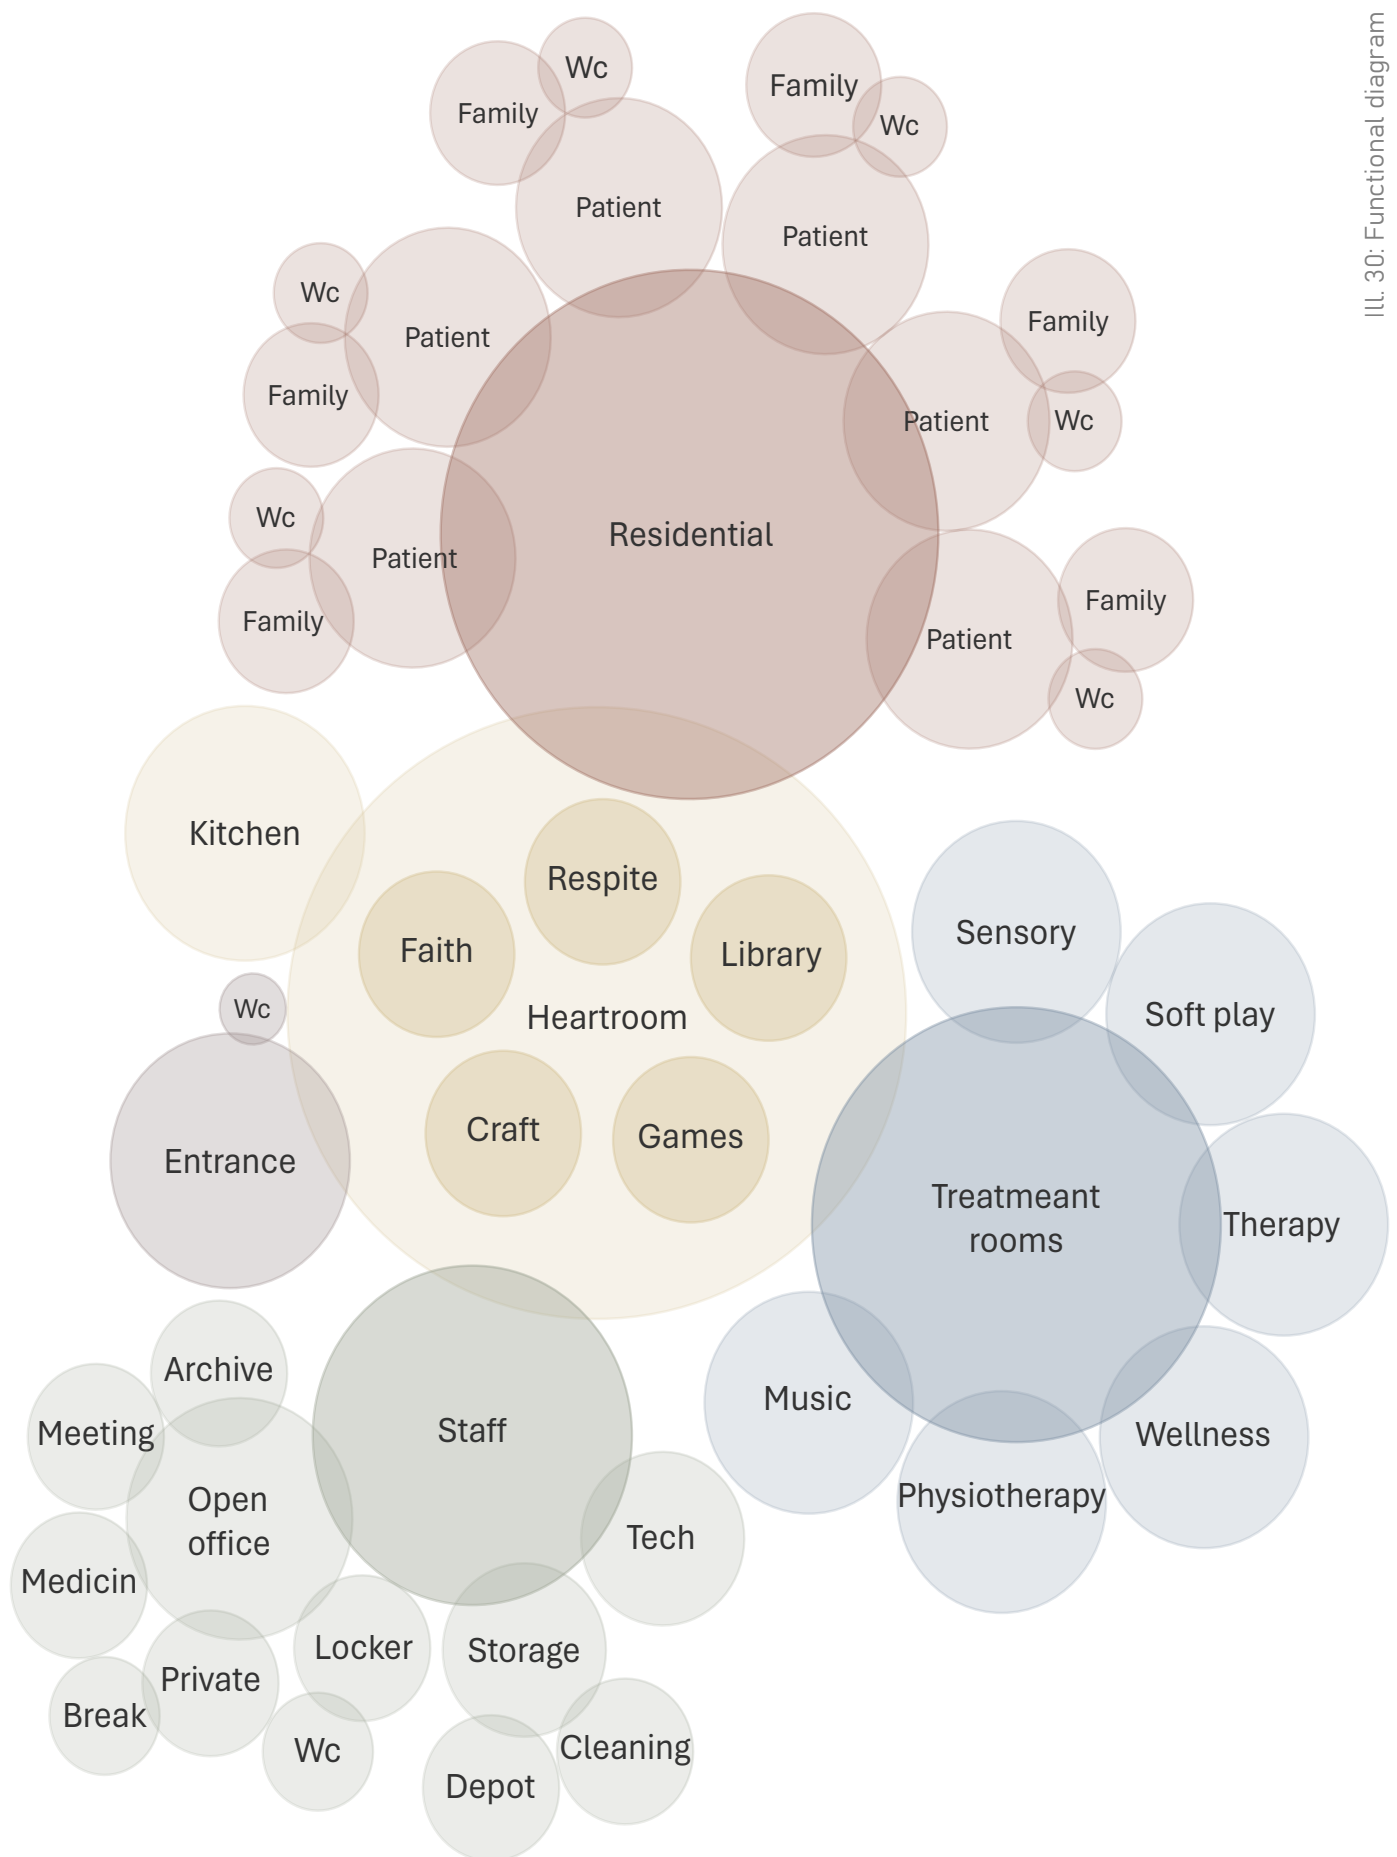 Ill. 30: Functional diagram
Wc
Family
Family
Wc
Patient
Patient
Wc
Patient
Family
Family
Patient
Wc
Residential
Wc
Patient
Family
Family
Patient
Wc
Kitchen
Respite
Faith
Library
Sensory
Wc
Heartroom
Soft play
Craft
Games
Entrance
Treatmeant
rooms
Therapy
Archive
Meeting
Staff
Music
Wellness
Open
office
Physiotherapy
Tech
Medicin
Locker
Storage
Private
Break
Wc
Cleaning
Depot